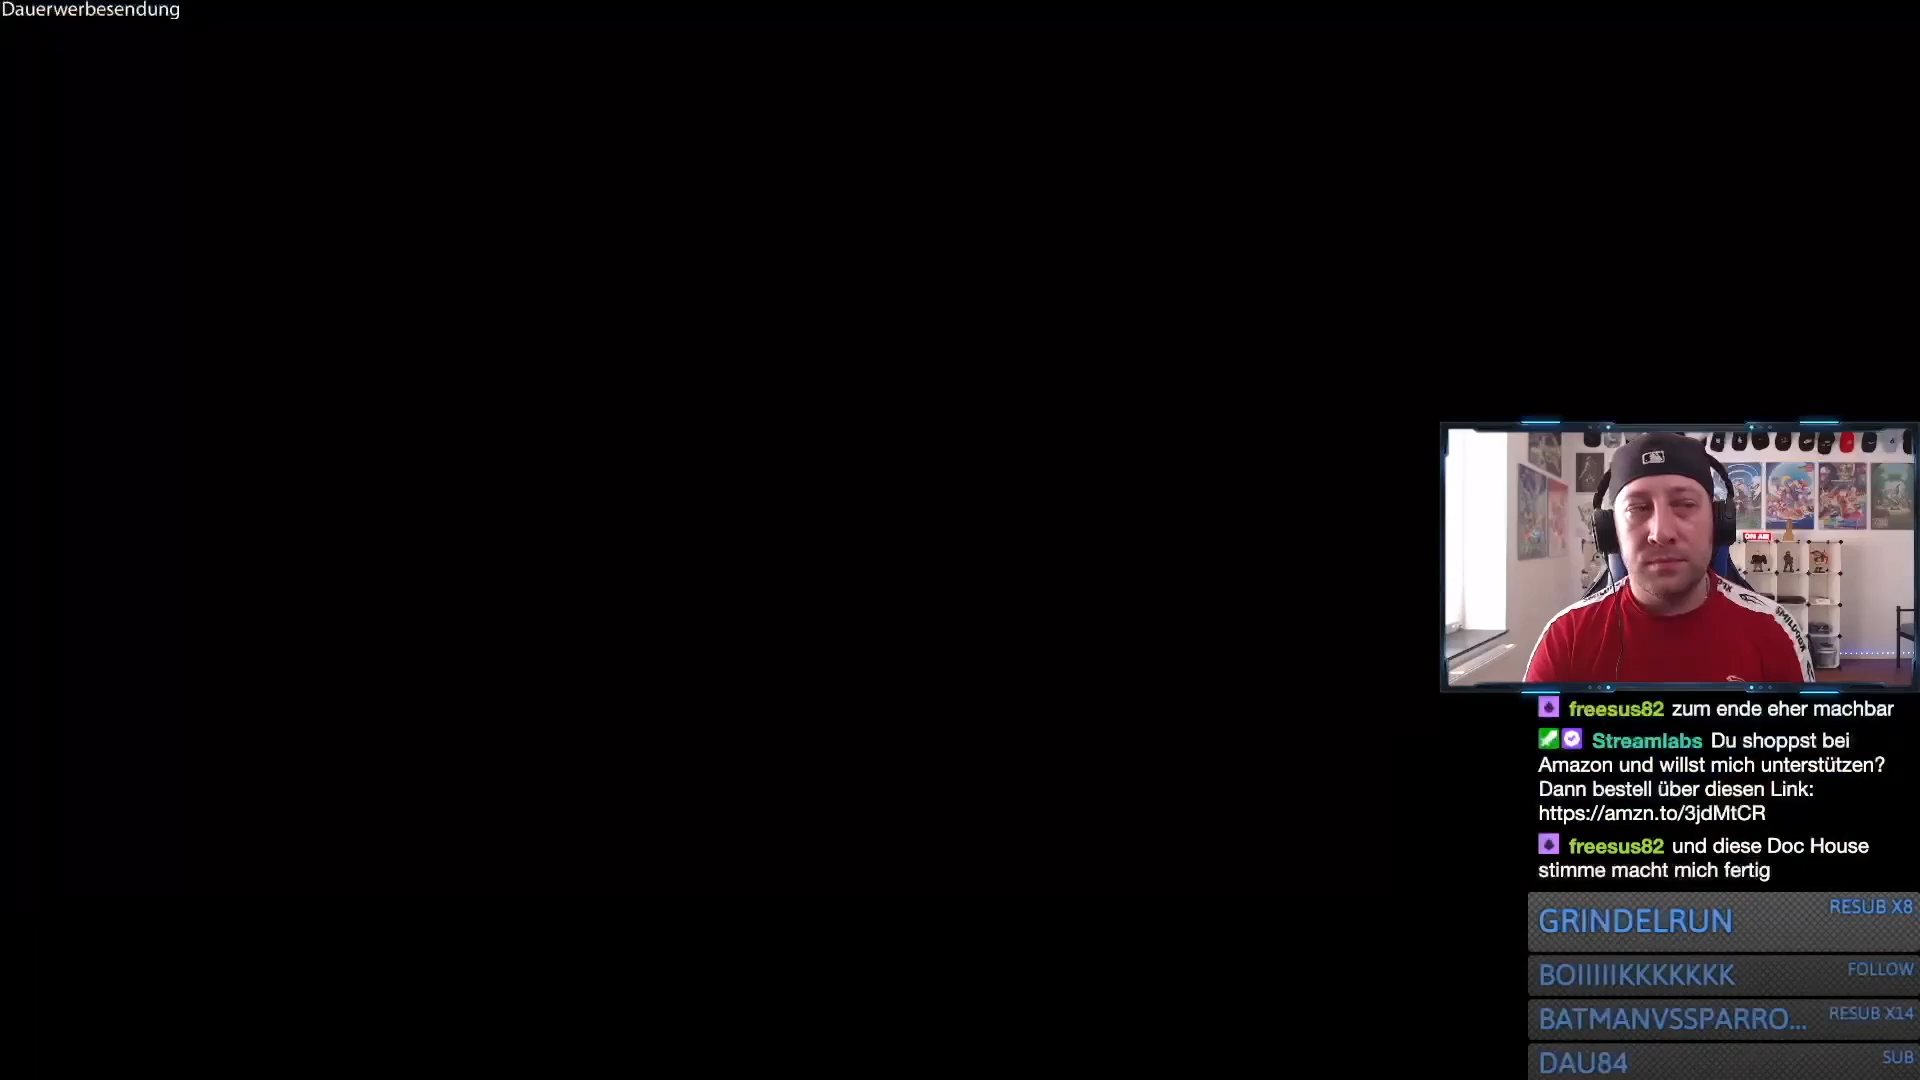 Dauerwerbesendung
ON AIR
freesus82 zum ende eher machbar
Streamlabs Du shoppst bei
Amazon und willst mich unterstützen?
Dann bestell über diesen Link:
https://amzn.to/3jdMtCR
freesus82 und diese Doc House
stimme macht mich fertig
GRINDELRUN RESUB X8
BOIIIIIKKKKKKK FOLLOW
BATMANVSSPARRO... RESUB X14
DAU84 SUB